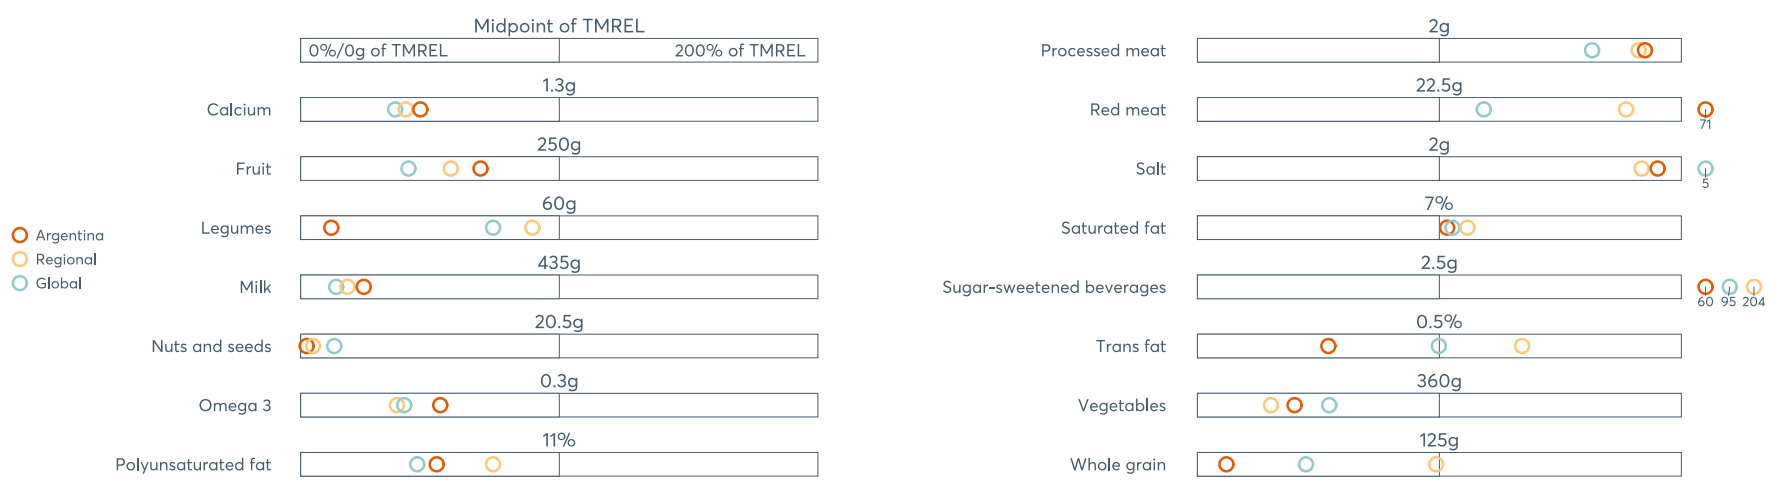 Midpoint of TMREL
0%/0g of TMREL
200% of TMREL
1.3g
Calcium
250g
Fruit
60g
Legumes
435g
Milk
20.5g
Nuts and seeds
0.3g
Omega 3
11%
Polyunsaturated fat
Argentina
Regional
Global
2g
Processed meat
22.5g
Red meat
71
2g
Salt
5
7%
Saturated fat
2.5g
Sugar-sweetened beverages
60 95 204
0.5%
Trans fat
360g
Vegetables
125g
Whole grain